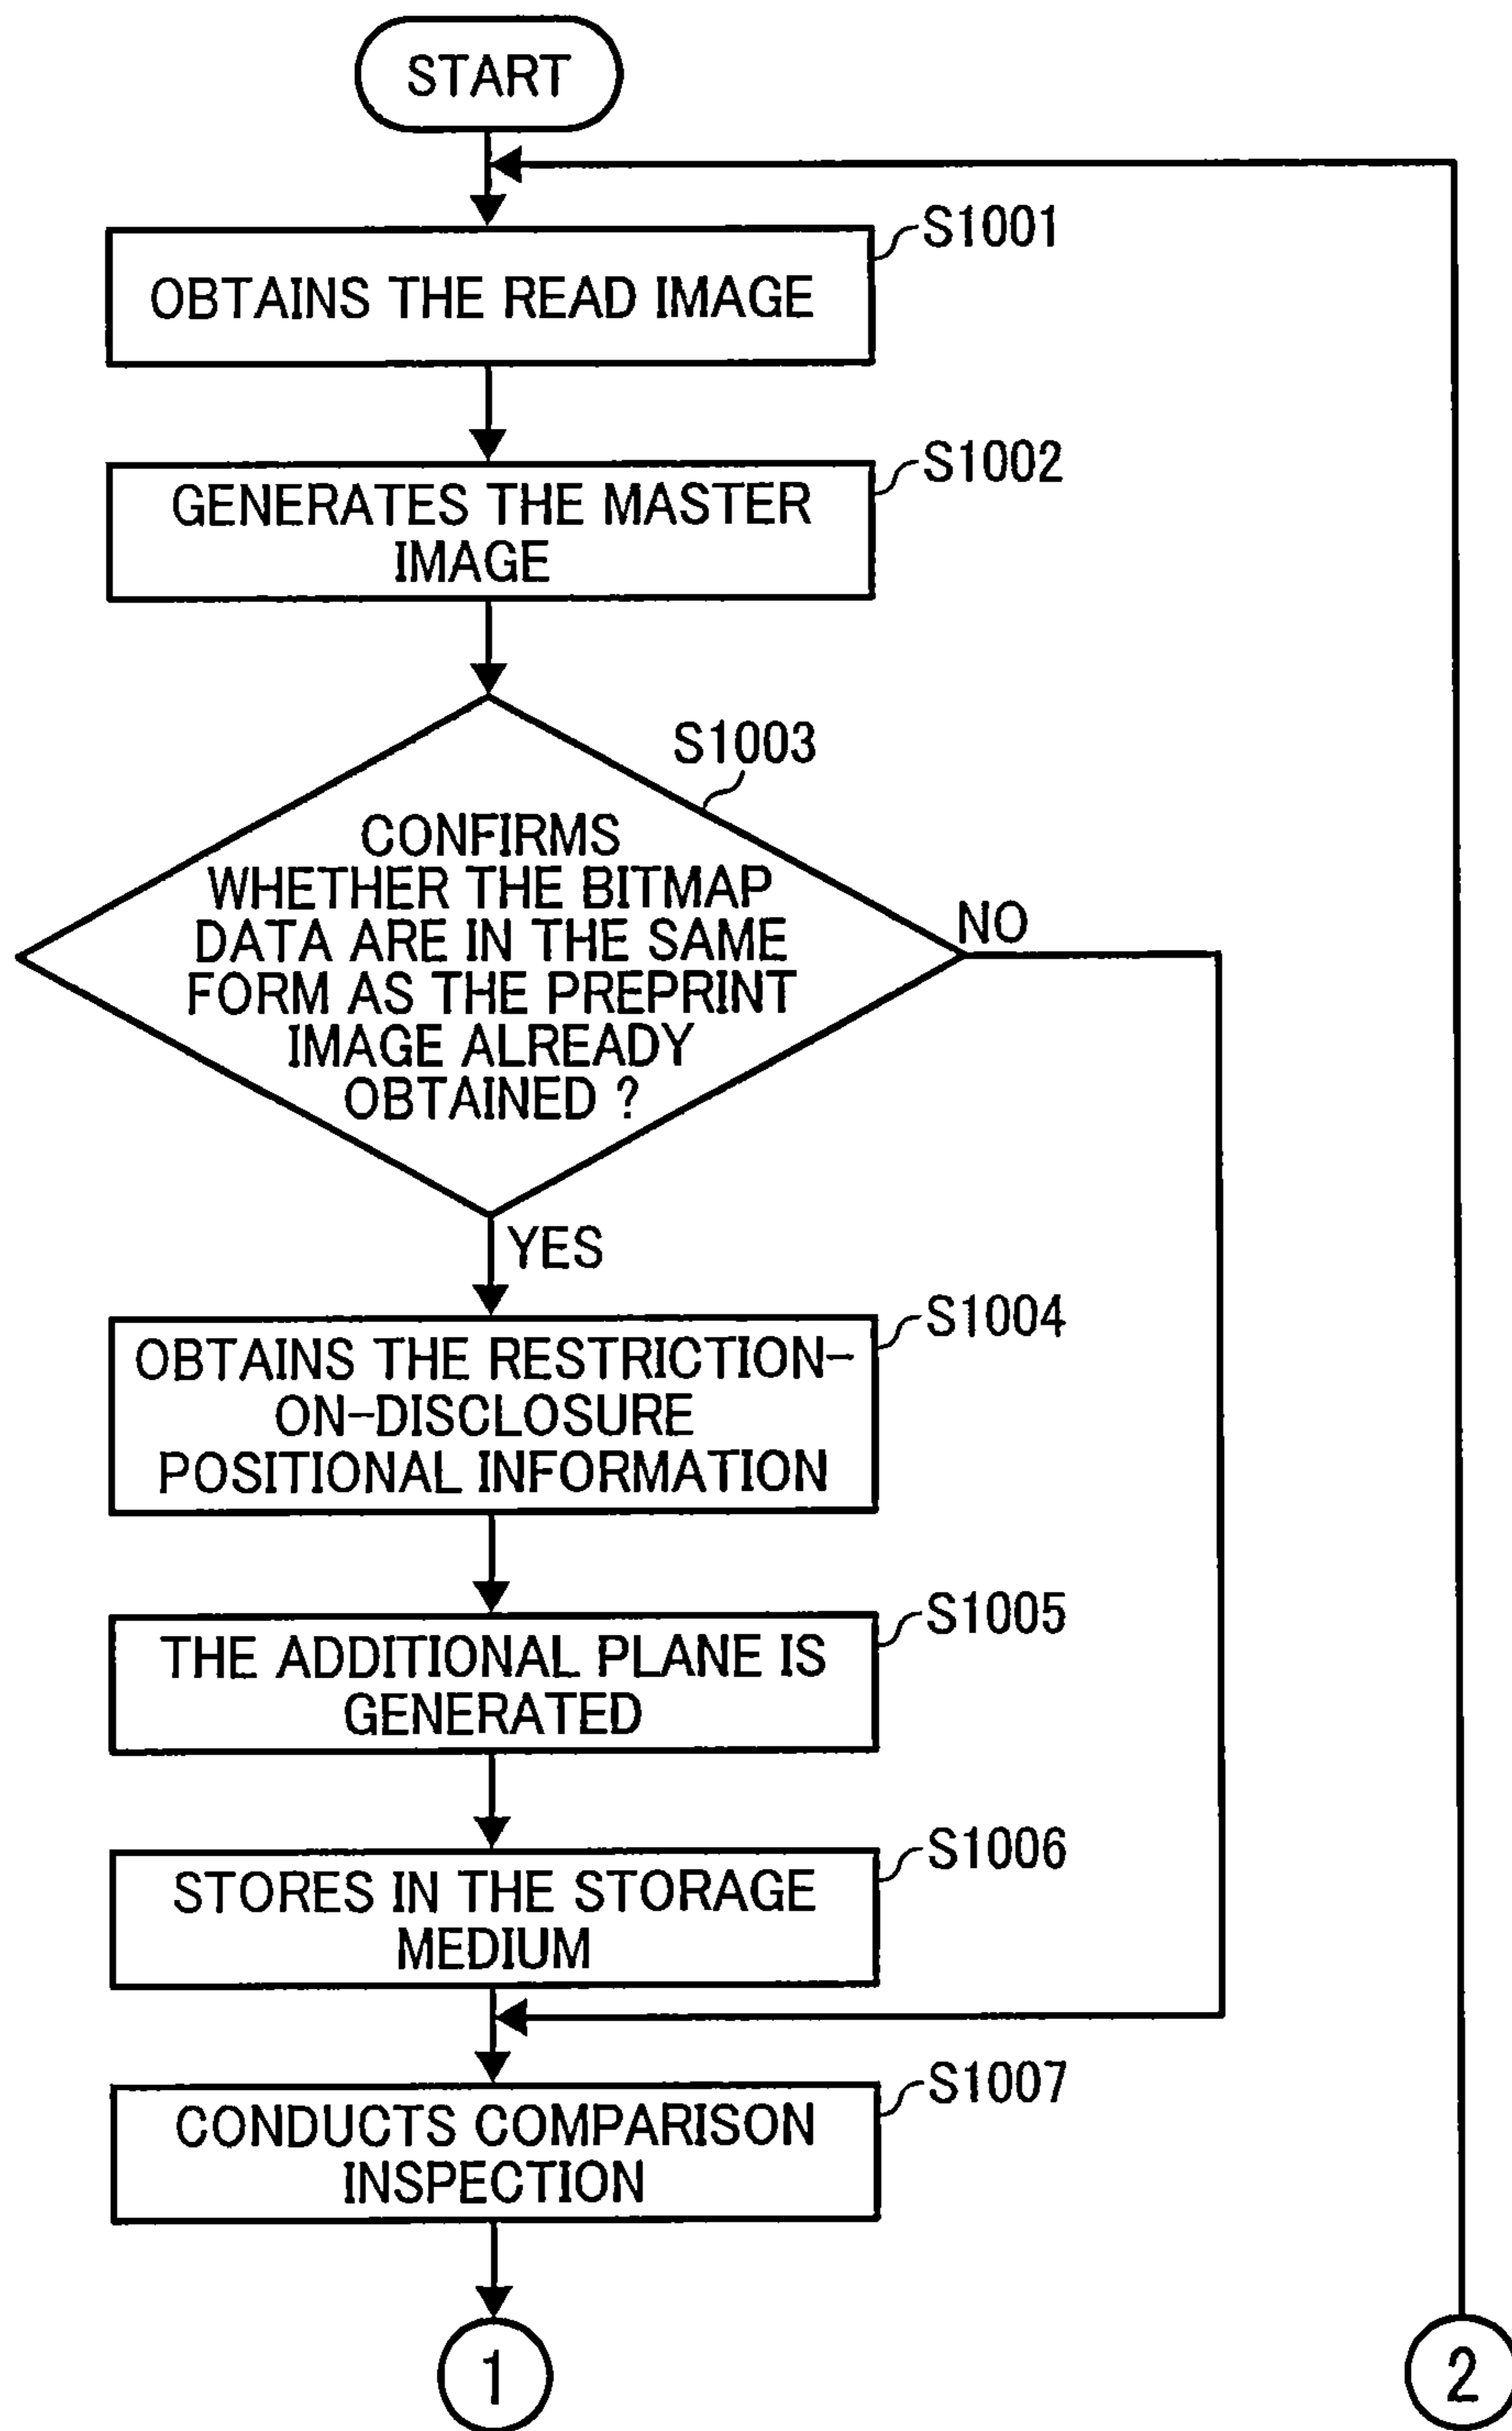 START
S1001
OBTAINS THE READ IMAGE
S1002
GENERATES THE MASTER
IMAGE
S1003
CONFIRMS
WHETHER THE BITMAP
DATA ARE IN THE SAME
FORM AS THE PREPRINT
IMAGE ALREADY
OBTAINED ?
NO
YES
S1004
OBTAINS THE RESTRICTION-
ON-DISCLOSURE
POSITIONAL INFORMATION
S1005
THE ADDITIONAL PLANE IS
GENERATED
S1006
STORES IN THE STORAGE
MEDIUM
S1007
CONDUCTS COMPARISON
INSPECTION
1
2